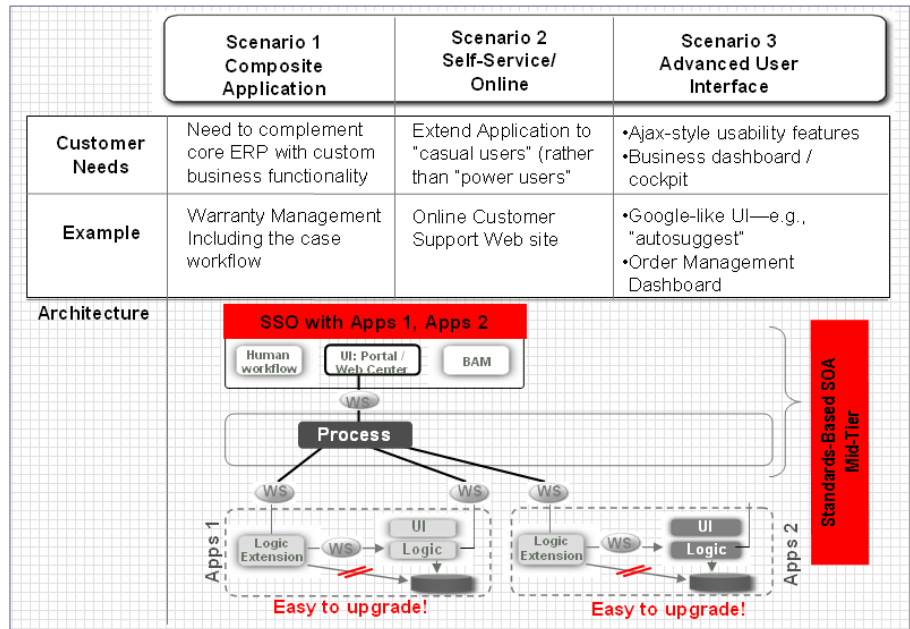 Scenario 1
Composite
Application
Scenario 2
Self-Service/
Online
Scenario 3
Advanced User
Interface
Customer
Needs
Need to complement
core ERP with custom
business functionality
Extend Application to
"casual users" (rather
than "power users"
•Ajax-style usability features
•Business dashboard /
cockpit
Example
Warranty Management
Including the case
workflow
Online Customer
Support Web site
•Google-like UI—e.g.,
"autosuggest"
•Order Management
Dashboard
Architecture
SSO with Apps 1, Apps 2
Human
workflow
UI: Portal /
Web Center
BAM
WS
Process
WS
WS
WS
Apps 1
Logic
Extension
WS
UI
Logic
Easy to upgrade!
Logic
Extension
WS
UI
Logic
Apps 2
Easy to upgrade!
Standards-Based SOA
Mid-Tier